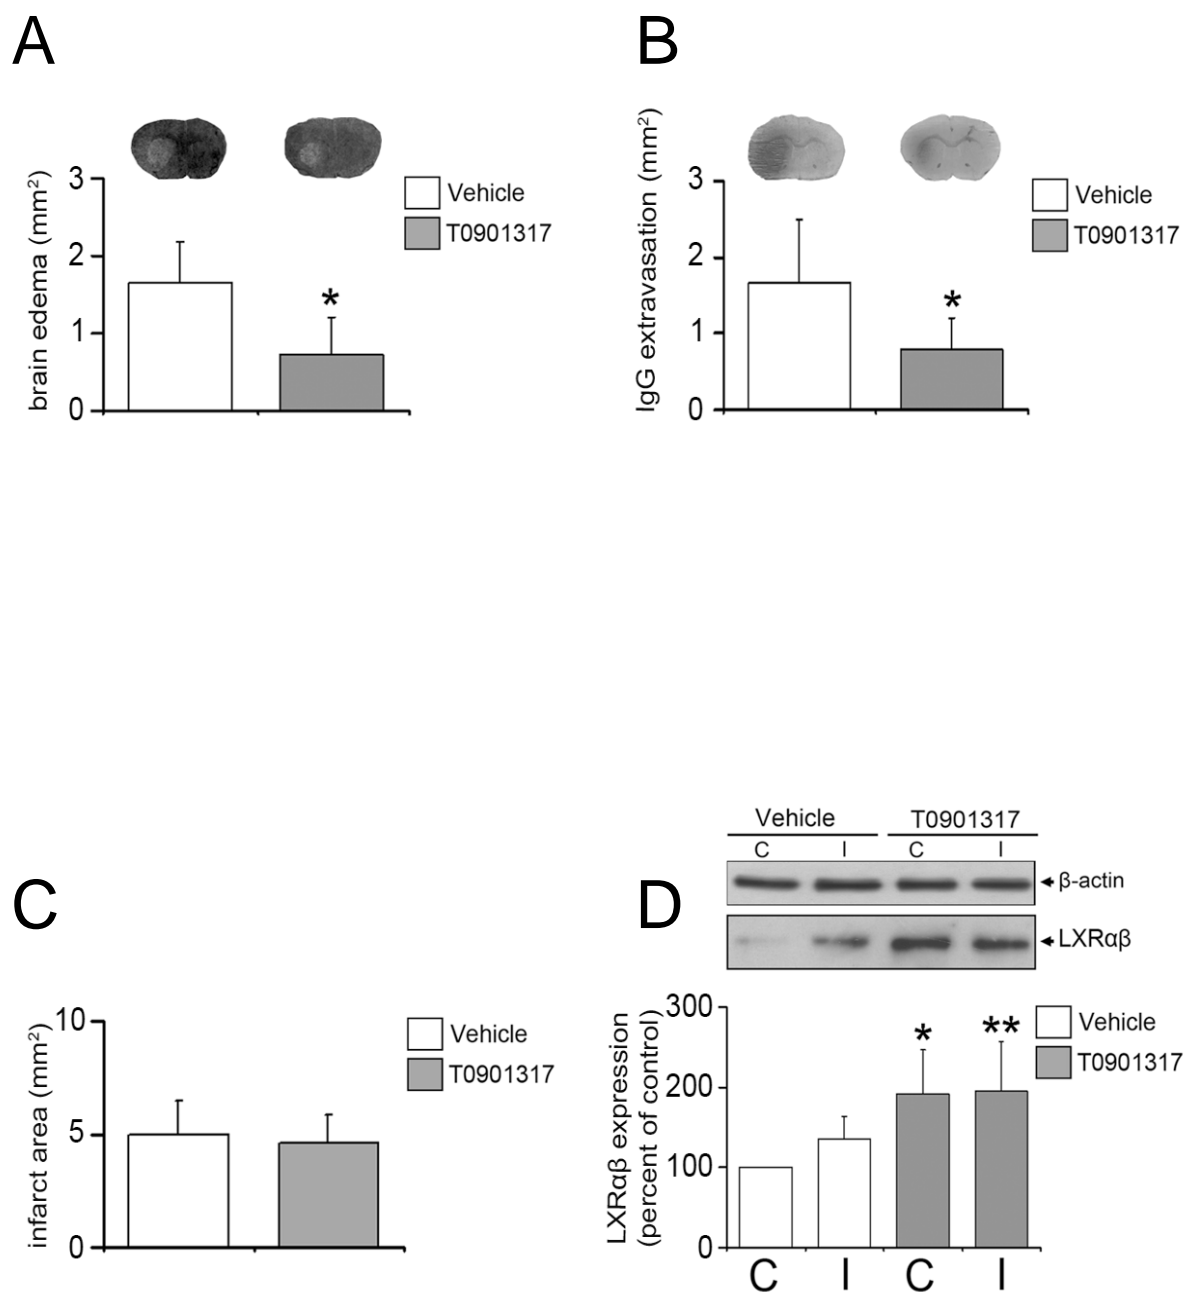 A
brain edema (mm²)
3
2
1
0
*
Vehicle
T0901317
B
IgG extravasation (mm²)
3
2
1
0
*
Vehicle
T0901317
C
infarct area (mm²)
10
5
0
Vehicle
T0901317
D
Vehicle T0901317
C I C I
β-actin
LXRαβ
LXRαβ expression
(percent of control)
300
200
100
0
* **
Vehicle
T0901317
C I C I